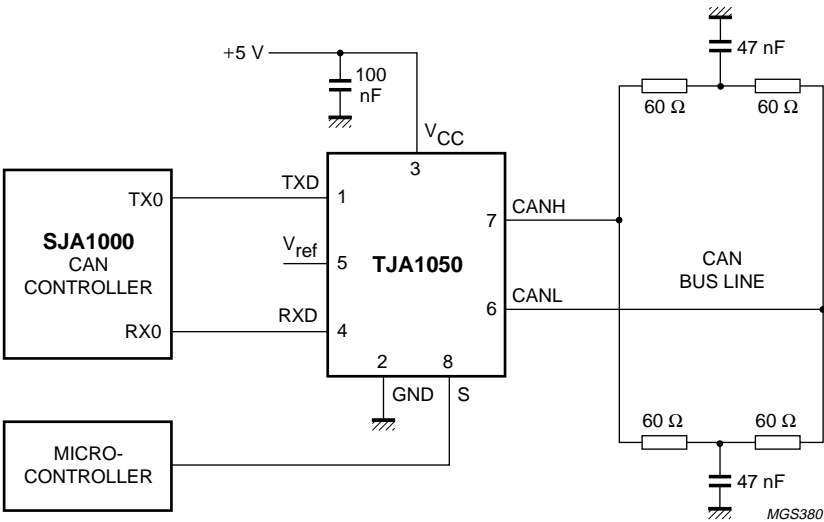 +5 V
100
nF
47 nF
60 Ω
60 Ω
VCC
3
TX0
TXD
1
SJA1000
CAN
CONTROLLER
Vref
5
TJA1050
7
CANH
CAN
BUS LINE
6
CANL
RX0
RXD
4
2
8
GND
S
MICRO-
CONTROLLER
60 Ω
60 Ω
47 nF
MGS380